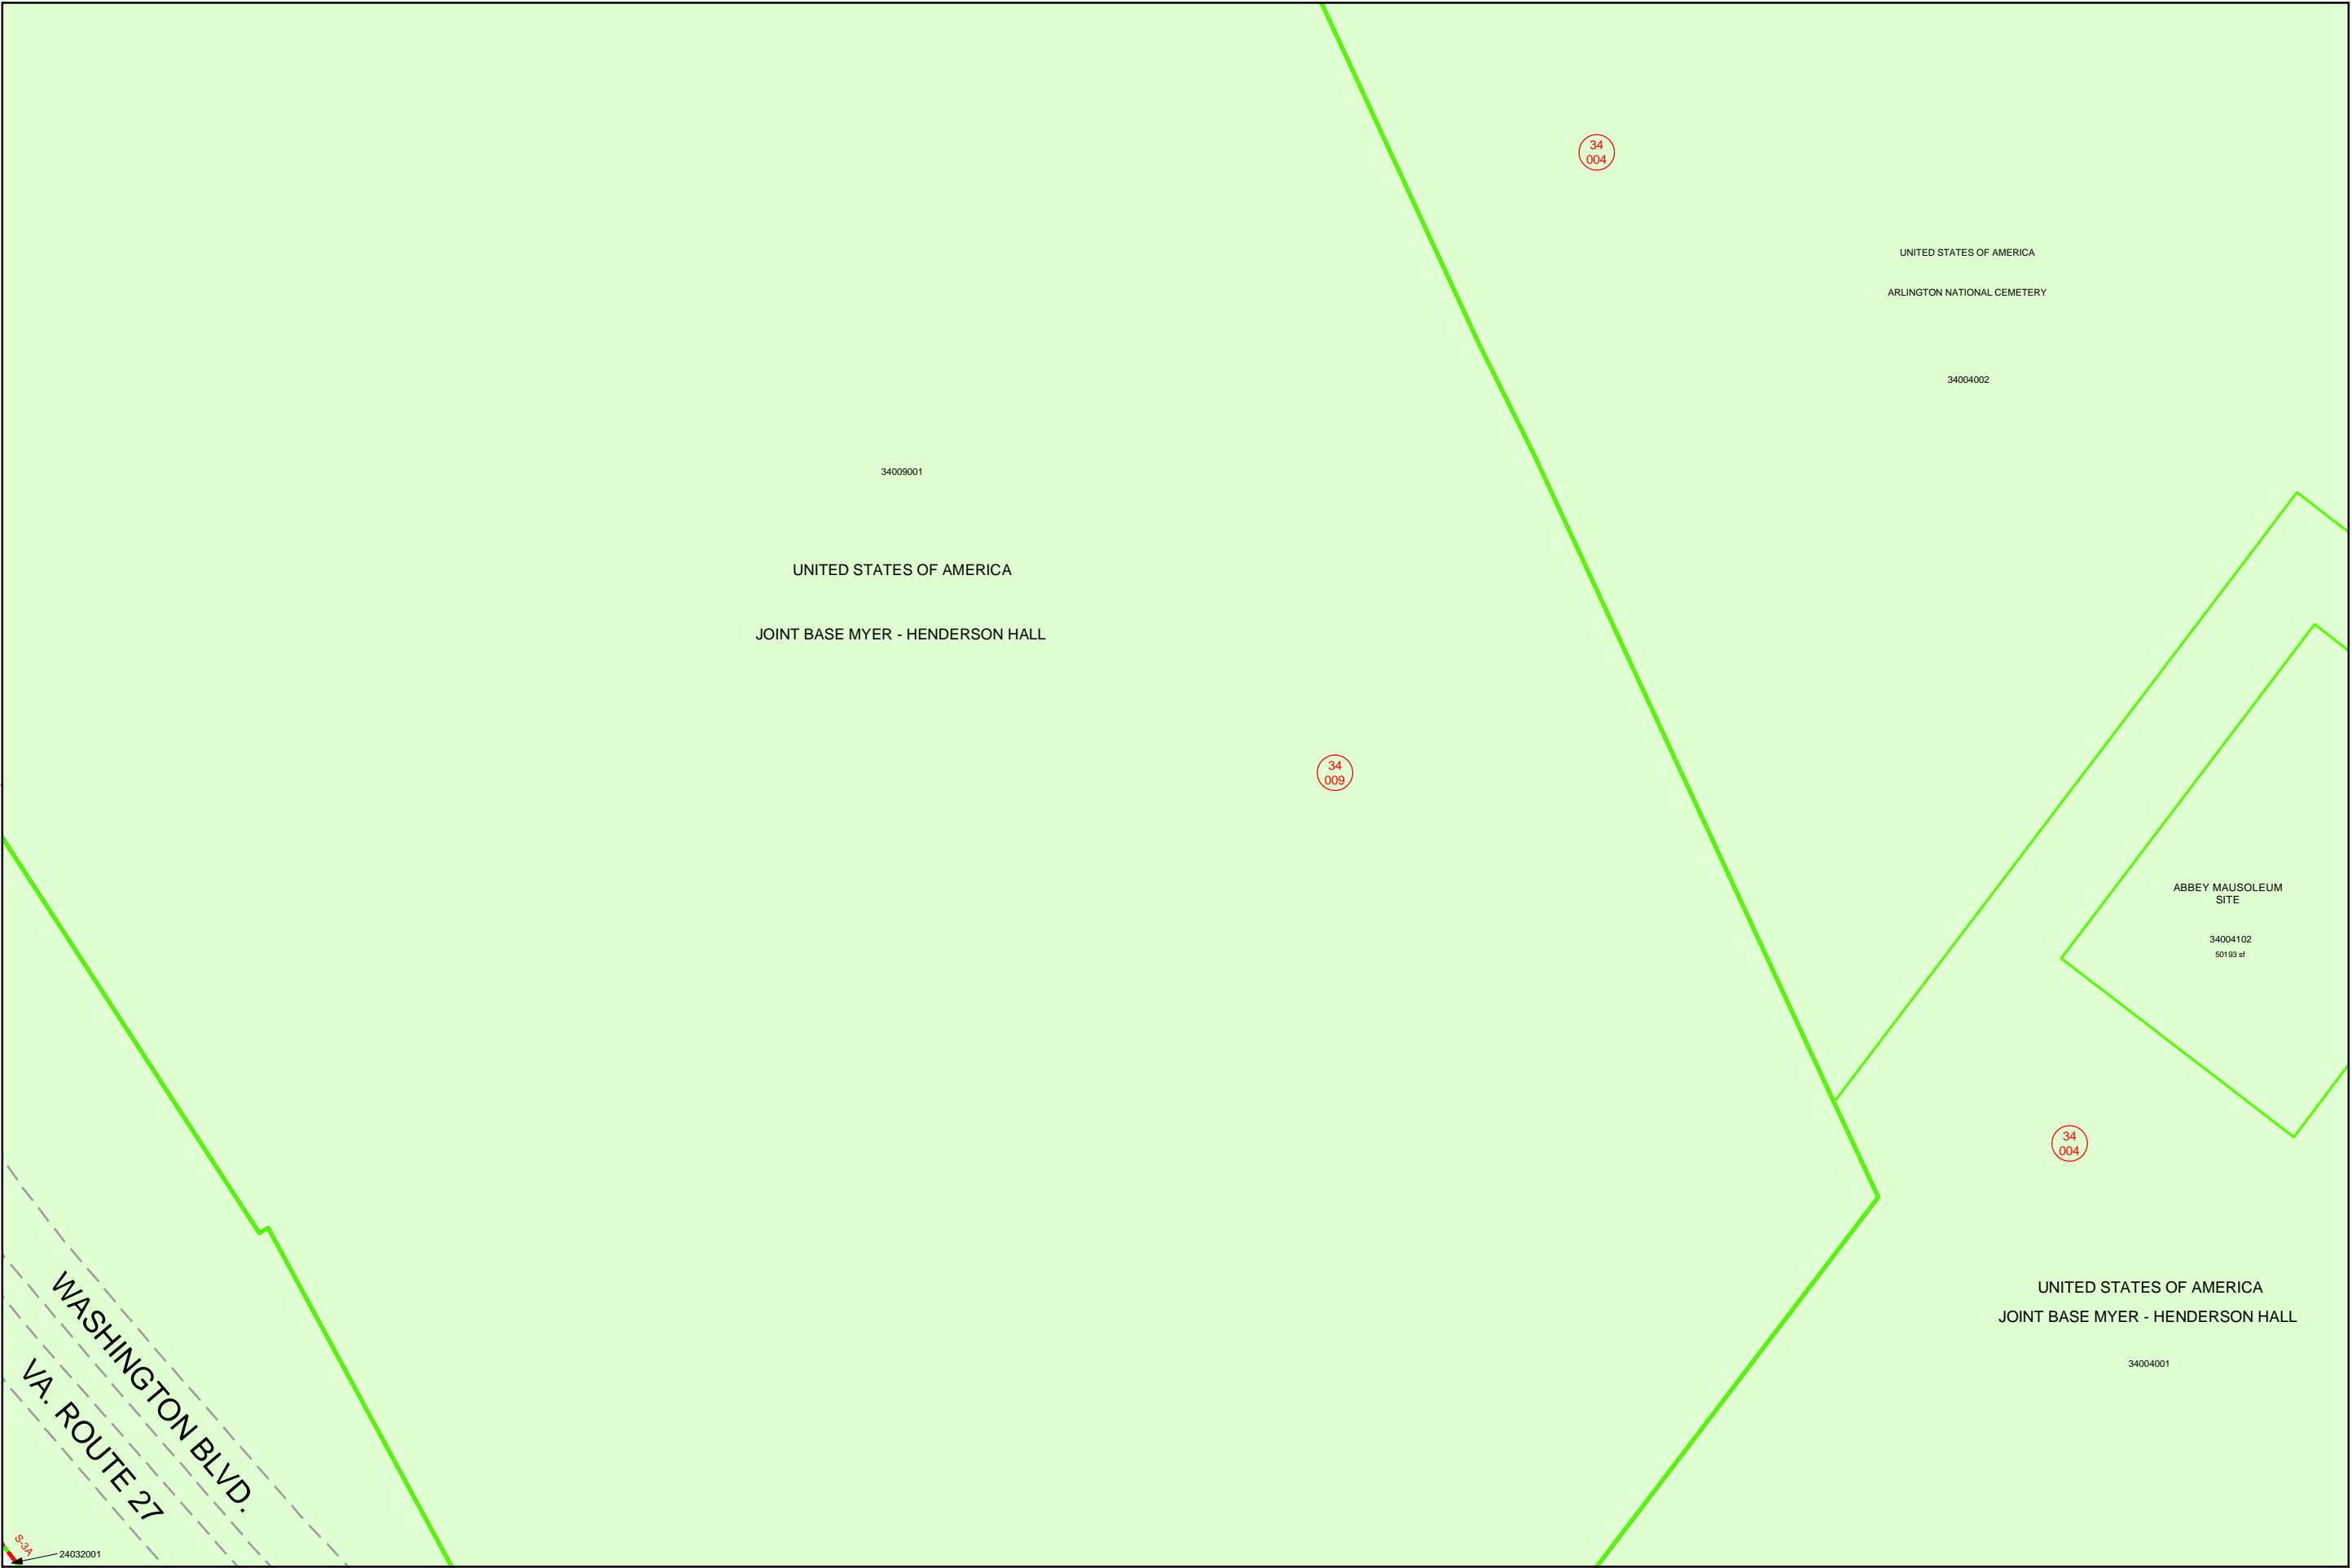 34
004
UNITED STATES OF AMERICA
ARLINGTON NATIONAL CEMETERY
34004002
34009001
UNITED STATES OF AMERICA
JOINT BASE MYER - HENDERSON HALL
34
009
ABBEY MAUSOLEUM
SITE
34004102
50193 sf
34
004
UNITED STATES OF AMERICA
JOINT BASE MYER - HENDERSON HALL
34004001
WASHINGTON BLVD.
VA. ROUTE 27
S-3A
24032001